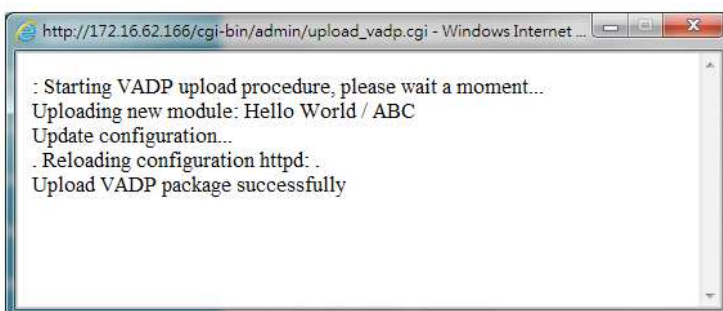 http://172.16.62.166/cgi-bin/admin/upload_vadp.cgi - Windows Internet ...
: Starting VADP upload procedure, please wait a moment...
Uploading new module: Hello World / ABC
Update configuration...
. Reloading configuration httpd: .
Upload VADP package successfully